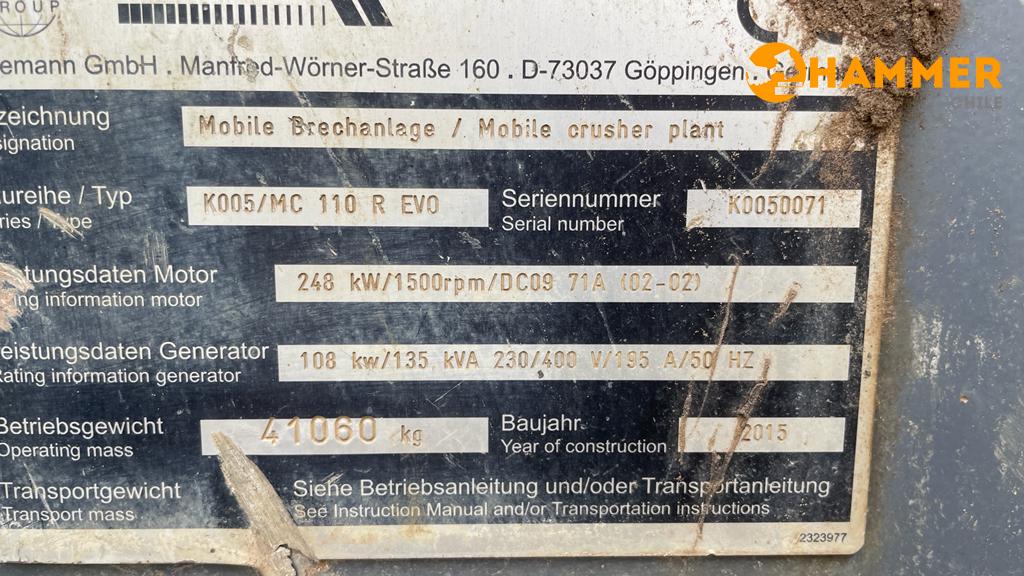 GROUP
emann GmbH . Manfred-Wörner-Straße 160 . D-73037 Göppingen .
HAMMER
CHILE
zeichnung
signation
Mobile Brechanlage / Mobile crusher plant
ureihe / Typ
ries / Type
K005/MC 110 R EVO
Seriennummer
Serial number
K0050071
tungsdaten Motor
ing information motor
248 kW/1500rpm/DC09 71A (02-02)
eistungsdaten Generator
Rating information generator
108 kw/135 kVA 230/400 V/195 A/50 HZ
Betriebsgewicht
Operating mass
41060 kg
Baujahr
Year of construction
2015
Transportgewicht
Transport mass
Siehe Betriebsanleitung und/oder Transportanleitung
See Instruction Manual and/or Transportation instructions
2323977